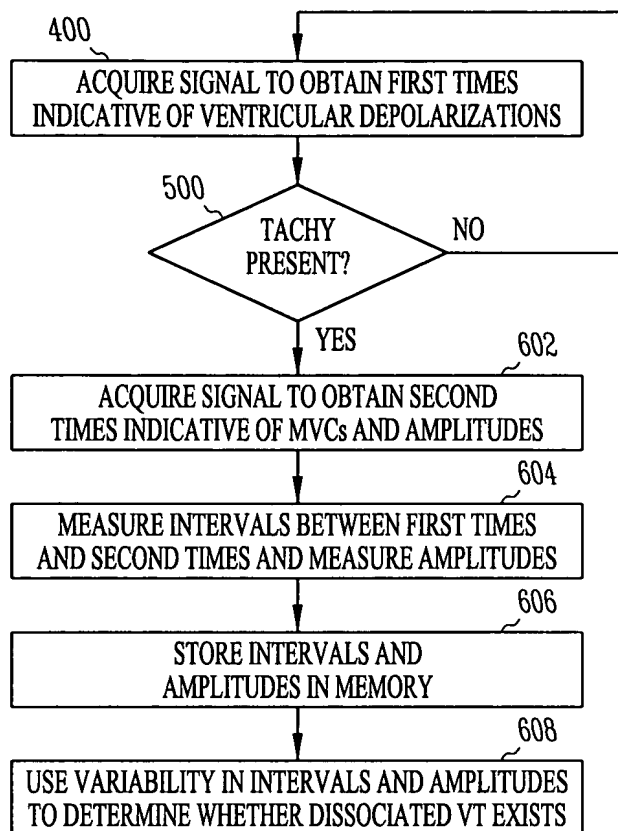 400
ACQUIRE SIGNAL TO OBTAIN FIRST TIMES
INDICATIVE OF VENTRICULAR DEPOLARIZATIONS
500
TACHY
PRESENT?
NO
YES
602
ACQUIRE SIGNAL TO OBTAIN SECOND
TIMES INDICATIVE OF MVCs AND AMPLITUDES
604
MEASURE INTERVALS BETWEEN FIRST TIMES
AND SECOND TIMES AND MEASURE AMPLITUDES
606
STORE INTERVALS AND
AMPLITUDES IN MEMORY
608
USE VARIABILITY IN INTERVALS AND AMPLITUDES
TO DETERMINE WHETHER DISSOCIATED VT EXISTS